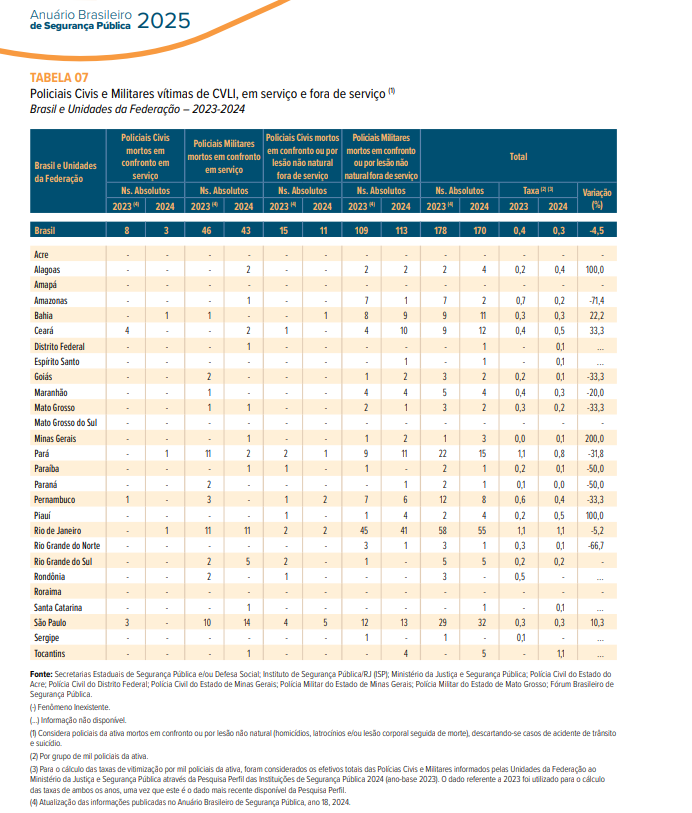 Anuário Brasileiro
de Segurança Pública 2025
TABELA 07
Policiais Civis e Militares vítimas de CVLI, em serviço e fora de serviço (1)
Brasil e Unidades da Federação – 2023-2024
Brasil e Unidades da Federação
Policiais Civis mortos em confronto em serviço
Policiais Militares mortos em confronto em serviço
Policiais Civis mortos em confronto ou por lesão não natural fora de serviço
Policiais Militares mortos em confronto ou por lesão não natural fora de serviço
Total
Ns. Absolutos Ns. Absolutos Ns. Absolutos Ns. Absolutos Ns. Absolutos Taxa (2) (3) Variação (%)
2023 (4) 2024 2023 (4) 2024 2023 (4) 2024 2023 (4) 2024 2023 (4) 2024 2023 2024
Brasil 8 3 46 43 15 11 109 113 178 170 0,4 0,3 -4,5
Acre - - - - - - - - - - - - -
Alagoas - - - 2 - - 2 2 2 4 0,2 0,4 100,0
Amapá - - - - - - - - - - - - -
Amazonas - - - 1 - - 7 1 7 2 0,7 0,2 -71,4
Bahia - 1 1 - - 1 8 9 9 11 0,3 0,3 22,2
Ceará 4 - - 2 1 - 4 10 9 12 0,4 0,5 33,3
Distrito Federal - - - 1 - - - - - 1 - 0,1 ...
Espírito Santo - - - - - - - 1 - 1 - 0,1 ...
Goiás - - 2 - - - 1 2 3 2 0,2 0,1 -33,3
Maranhão - - 1 - - - 4 4 5 4 0,4 0,3 -20,0
Mato Grosso - - 1 1 - - 2 1 3 2 0,3 0,2 -33,3
Mato Grosso do Sul - - - - - - - - - - - - -
Minas Gerais - - - 1 - - 1 2 1 3 0,0 0,1 200,0
Pará - 1 11 2 2 1 9 11 22 15 1,1 0,8 -31,8
Paraíba - - - 1 1 - 1 - 2 1 0,2 0,1 -50,0
Paraná - - 2 - - - - 1 2 1 0,1 0,0 -50,0
Pernambuco 1 - 3 - 1 2 7 6 12 8 0,6 0,4 -33,3
Piauí - - - - 1 - 1 4 2 4 0,2 0,5 100,0
Rio de Janeiro - 1 11 11 2 2 45 41 58 55 1,1 1,1 -5,2
Rio Grande do Norte - - - - - - 3 1 3 1 0,3 0,1 -66,7
Rio Grande do Sul - - 2 5 2 - 1 - 5 5 0,2 0,2 -
Rondônia - - 2 - 1 - - - 3 - 0,5 - ...
Roraima - - - - - - - - - - - - -
Santa Catarina - - - 1 - - - - - 1 - 0,1 ...
São Paulo 3 - 10 14 4 5 12 13 29 32 0,3 0,3 10,3
Sergipe - - - - - - 1 - 1 - 0,1 - ...
Tocantins - - - 1 - - - 4 - 5 - 1,1 ...
Fonte: Secretarias Estaduais de Segurança Pública e/ou Defesa Social; Instituto de Segurança Pública/RJ (ISP); Ministério da Justiça e Segurança Pública; Polícia Civil do Estado do
Acre; Polícia Civil do Distrito Federal; Polícia Civil do Estado de Minas Gerais; Polícia Militar do Estado de Minas Gerais; Polícia Militar do Estado de Mato Grosso; Fórum Brasileiro de
Segurança Pública.
(-) Fenômeno Inexistente.
(...) Informação não disponível.
(1) Considera policiais da ativa mortos em confronto ou por lesão não natural (homicídios, latrocínios e/ou lesão corporal seguida de morte), descartando-se casos de acidente de trânsito
e suicídio.
(2) Por grupo de mil policiais da ativa.
(3) Para o cálculo das taxas de vitimização por mil policiais da ativa, foram considerados os efetivos totais das Polícias Civis e Militares informados pelas Unidades da Federação ao
Ministério da Justiça e Segurança Pública através da Pesquisa Perfil das Instituições de Segurança Pública 2024 (ano-base 2023). O dado referente a 2023 foi utilizado para o cálculo
das taxas de ambos os anos, uma vez que este é o dado mais recente disponível da Pesquisa Perfil.
(4) Atualização das informações publicadas no Anuário Brasileiro de Segurança Pública, ano 18, 2024.